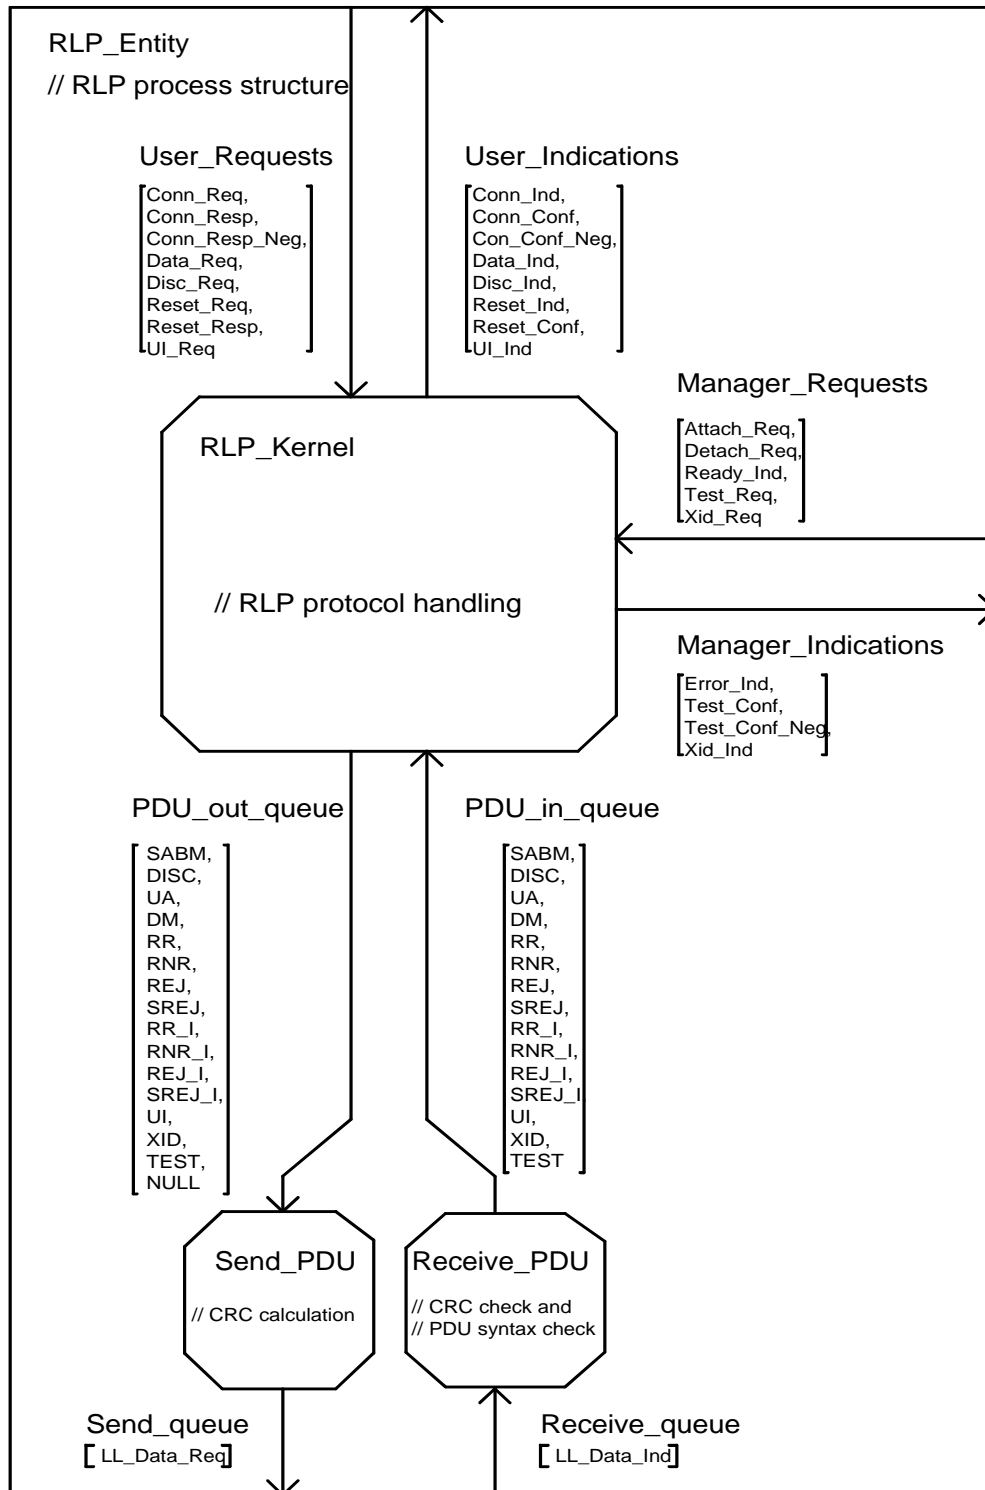 RLP_Entity
// RLP process structure
User_Requests
Conn_Req,
Conn_Resp,
Conn_Resp_Neg,
Data_Req,
Disc_Req,
Reset_Req,
Reset_Resp,
UI_Req
User_Indications
Conn_Ind,
Conn_Conf,
Con_Conf_Neg,
Data_Ind,
Disc_Ind,
Reset_Ind,
Reset_Conf,
UI_Ind
Manager_Requests
Attach_Req,
Detach_Req,
Ready_Ind,
Test_Req,
Xid_Req
RLP_Kernel
// RLP protocol handling
Manager_Indications
Error_Ind,
Test_Conf,
Test_Conf_Neg,
Xid_Ind
PDU_out_queue
SABM,
DISC,
UA,
DM,
RR,
RNR,
REJ,
SREJ,
RR_I,
RNR_I,
REJ_I,
SREJ_I,
UI,
XID,
TEST,
NULL
PDU_in_queue
SABM,
DISC,
UA,
DM,
RR,
RNR,
REJ,
SREJ,
RR_I,
RNR_I,
REJ_I,
SREJ_I,
UI,
XID,
TEST
Send_PDU
// CRC calculation
Receive_PDU
// CRC check and
// PDU syntax check
Send_queue
[ LL_Data_Req]
Receive_queue
[ LL_Data_Ind]